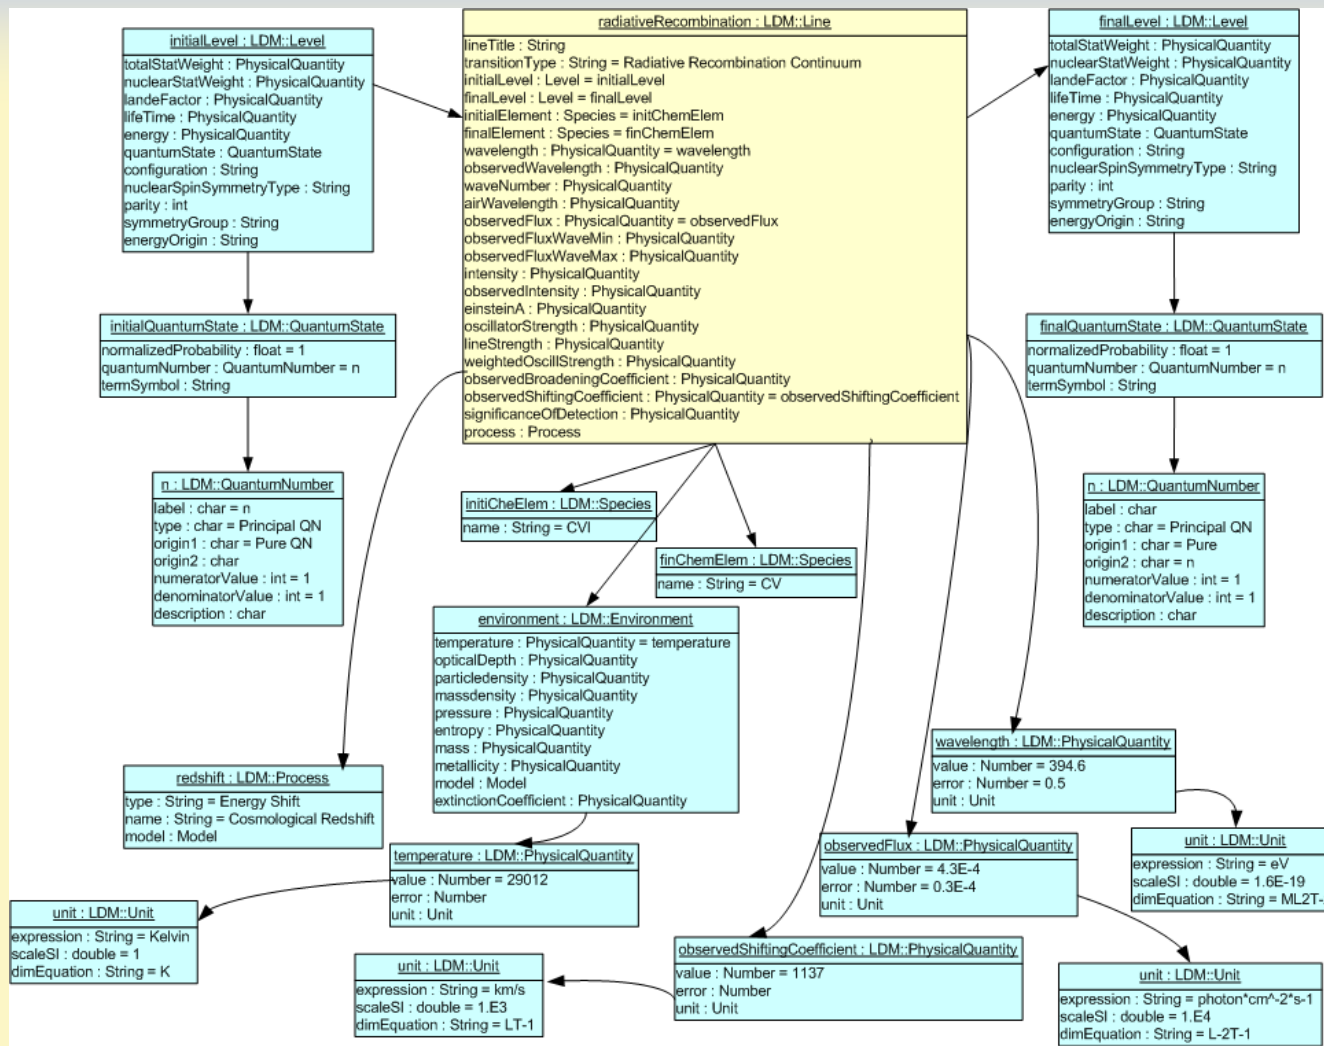 initialLevel : LDM::Level
totalStatWeight : PhysicalQuantity
nuclearStatWeight : PhysicalQuantity
landeFactor : PhysicalQuantity
lifeTime : PhysicalQuantity
energy : PhysicalQuantity
quantumState : QuantumState
configuration : String
nuclearSpinSymmetryType : String
parity : int
symmetryGroup : String
energyOrigin : String
radiativeRecombination : LDM::Line
lineTitle : String
transitionType : String = Radiative Recombination Continuum
initialLevel : Level = initialLevel
finalLevel : Level = finalLevel
initialElement : Species = initChemElem
finalElement : Species = finChemElem
wavelength : PhysicalQuantity = wavelength
observedWavelength : PhysicalQuantity
waveNumber : PhysicalQuantity
airWavelength : PhysicalQuantity
observedFlux : PhysicalQuantity = observedFlux
observedFluxWaveMin : PhysicalQuantity
observedFluxWaveMax : PhysicalQuantity
intensity : PhysicalQuantity
observedIntensity : PhysicalQuantity
einsteinA : PhysicalQuantity
oscillatorStrength : PhysicalQuantity
lineStrength : PhysicalQuantity
weightedOscillStrength : PhysicalQuantity
observedBroadeningCoefficient : PhysicalQuantity
observedShiftingCoefficient : PhysicalQuantity = observedShiftingCoefficient
significanceOfDetection : PhysicalQuantity
process : Process
finalLevel : LDM::Level
totalStatWeight : PhysicalQuantity
nuclearStatWeight : PhysicalQuantity
landeFactor : PhysicalQuantity
lifeTime : PhysicalQuantity
energy : PhysicalQuantity
quantumState : QuantumState
configuration : String
nuclearSpinSymmetryType : String
parity : int
symmetryGroup : String
energyOrigin : String
initialQuantumState : LDM::QuantumState
normalizedProbability : float = 1
quantumNumber : QuantumNumber = n
termSymbol : String
finalQuantumState : LDM::QuantumState
normalizedProbability : float = 1
quantumNumber : QuantumNumber = n
termSymbol : String
n : LDM::QuantumNumber
label : char = n
type : char = Principal QN
origin1 : char = Pure QN
origin2 : char
numeratorValue : int = 1
denominatorValue : int = 1
description : char
initiCheElem : LDM::Species
name : String = CVI
finChemElem : LDM::Species
name : String = CV
n : LDM::QuantumNumber
label : char
type : char = Principal QN
origin1 : char = Pure
origin2 : char = n
numeratorValue : int = 1
denominatorValue : int = 1
description : char
environment : LDM::Environment
temperature : PhysicalQuantity = temperature
opticalDepth : PhysicalQuantity
particledensity : PhysicalQuantity
massdensity : PhysicalQuantity
pressure : PhysicalQuantity
entropy : PhysicalQuantity
mass : PhysicalQuantity
metallicity : PhysicalQuantity
model : Model
extinctionCoefficient : PhysicalQuantity
redshift : LDM::Process
type : String = Energy Shift
name : String = Cosmological Redshift
model : Model
wavelength : LDM::PhysicalQuantity
value : Number = 394.6
error : Number = 0.5
unit : Unit
temperature : LDM::PhysicalQuantity
value : Number = 29012
error : Number
unit : Unit
observedFlux : LDM::PhysicalQuantity
value : Number = 4.3E-4
error : Number = 0.3E-4
unit : Unit
unit : LDM::Unit
expression : String = eV
scaleSI : double = 1.6E-19
dimEquation : String = ML2T-
unit : LDM::Unit
expression : String = Kelvin
scaleSI : double = 1
dimEquation : String = K
unit : LDM::Unit
expression : String = km/s
scaleSI : double = 1.E3
dimEquation : String = LT-1
observedShiftingCoefficient : LDM::PhysicalQuantity
value : Number = 1137
error : Number
unit : Unit
unit : LDM::Unit
expression : String = photon*cm^-2*s-1
scaleSI : double = 1.E4
dimEquation : String = L-2T-1